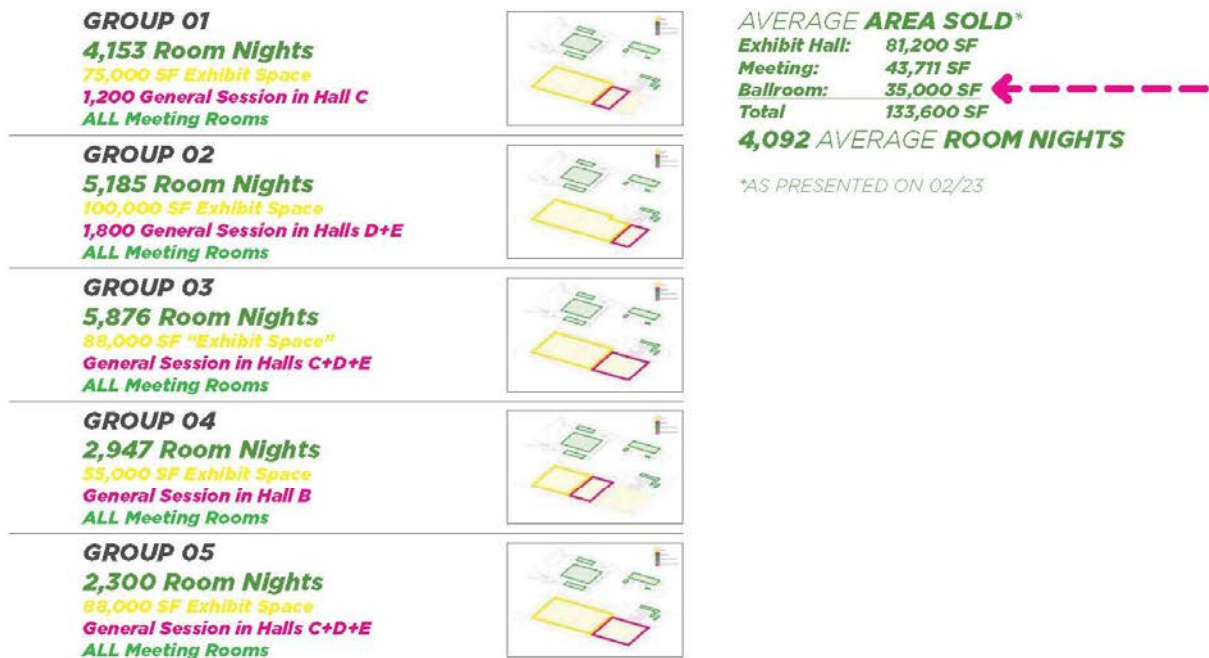 GROUP 01
4,153 Room Nights
75,000 SF Exhibit Space
1,200 General Session in Hall C
ALL Meeting Rooms
GROUP 02
5,185 Room Nights
100,000 SF Exhibit Space
1,800 General Session in Halls D+E
ALL Meeting Rooms
GROUP 03
5,876 Room Nights
88,000 SF "Exhibit Space"
General Session in Halls C+D+E
ALL Meeting Rooms
GROUP 04
2,947 Room Nights
55,000 SF Exhibit Space
General Session in Hall B
ALL Meeting Rooms
GROUP 05
2,300 Room Nights
88,000 SF Exhibit Space
General Session in Halls C+D+E
ALL Meeting Rooms
AVERAGE AREA SOLD*
Exhibit Hall: 81,200 SF
Meeting: 43,711 SF
Ballroom: 35,000 SF
Total 133,600 SF
4,092 AVERAGE ROOM NIGHTS
*AS PRESENTED ON 02/23